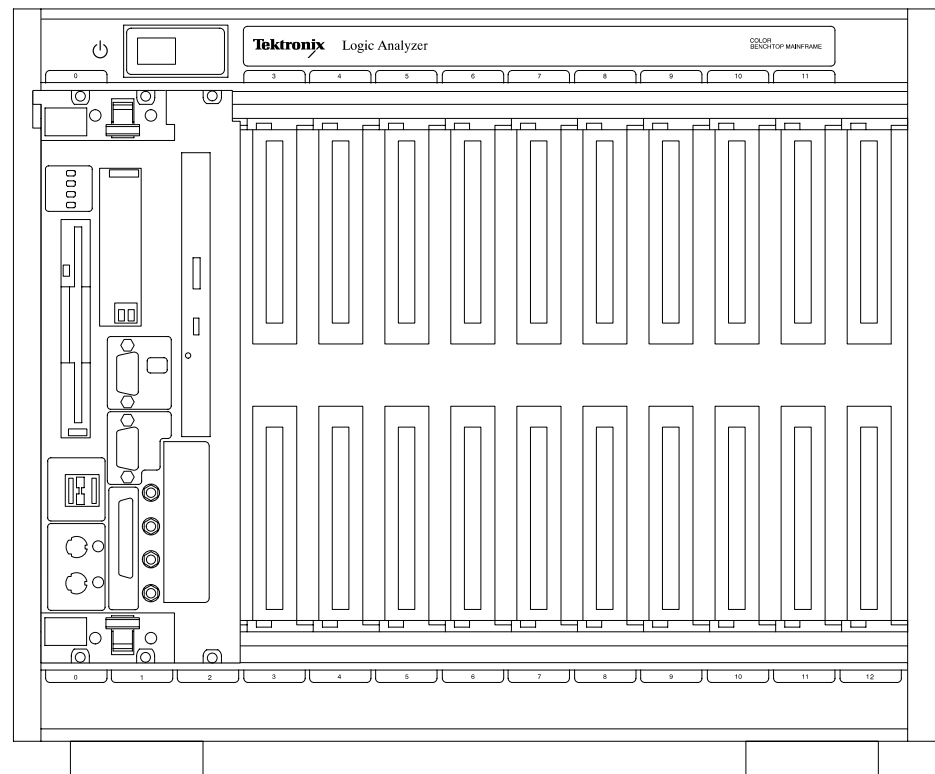 Tektronix Logic Analyzer
COLOR
BENCHTOP MAINFRAME
0 3 4 5 6 7 8 9 10 11
0 1 2 3 4 5 6 7 8 9 10 11 12